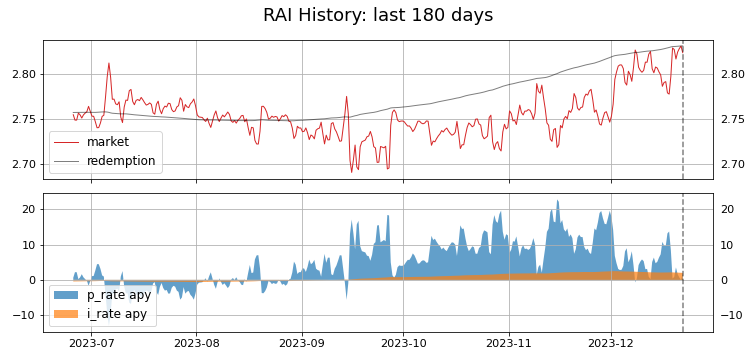 RAI History: last 180 days
2.80 2.80
2.75 2.75
2.70 2.70
market
redemption
20 20
10 10
0 0
−10 −10
p_rate apy
i_rate apy
2023-07 2023-08 2023-09 2023-10 2023-11 2023-12